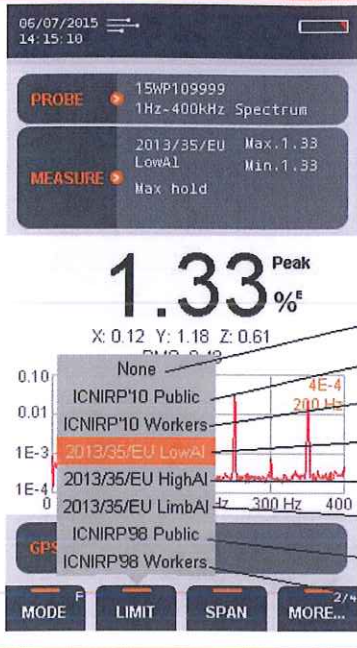 06/07/2015
14:15:10
PROBE
15WP109999
1Hz-400kHz Spectrum
MEASURE
2013/35/EU Max.1.33
LowAl Min.1.33
Max hold
1.33 Peak
%E
X: 0.12 Y: 1.18 Z: 0.61
None
0.10
4E-4
ICNIRP'10 Public
200 Hz
0.01
ICNIRP'10 Workers
1E-3
2013/35/EU LowAl
2013/35/EU HighAl
1E-4
0
2013/35/EU LimbAl
Hz 300 Hz 400
ICNIRP'98 Public
GPS
ICNIRP'98 Workers
MODE F
LIMIT
SPAN
MORE... 2/4